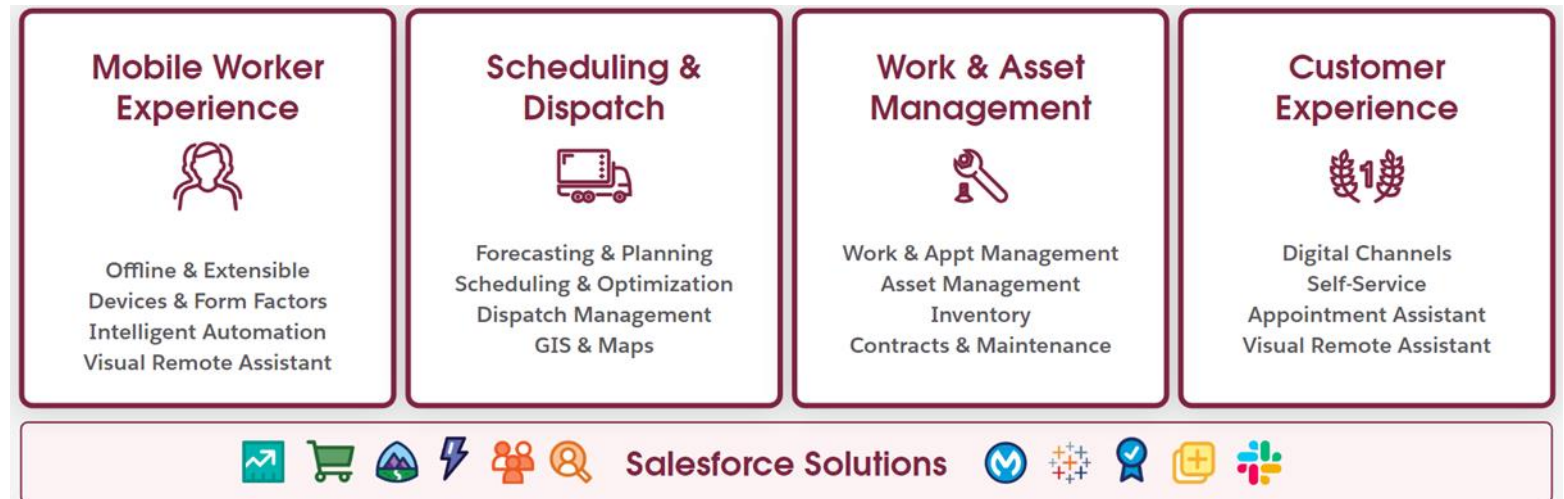 Mobile Worker
Experience
Offline & Extensible
Devices & Form Factors
Intelligent Automation
Visual Remote Assistant
Scheduling &
Dispatch
Forecasting & Planning
Scheduling & Optimization
Dispatch Management
GIS & Maps
Work & Asset
Management
Work & Appt Management
Asset Management
Inventory
Contracts & Maintenance
Customer
Experience
1
Digital Channels
Self-Service
Appointment Assistant
Visual Remote Assistant
Salesforce Solutions